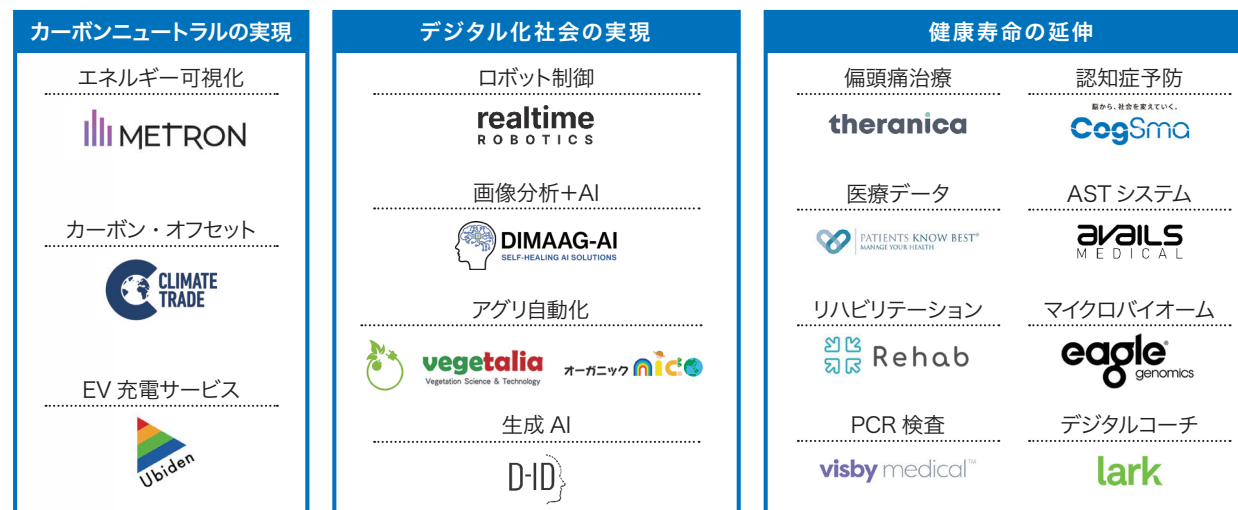 カーボンニュートラルの実現
エネルギー可視化
METRON
カーボン・オフセット
CLIMATE
TRADE
EV 充電サービス
Ubiden
デジタル化社会の実現
ロボット制御
realtime
ROBOTICS
画像分析+AI
DIMAAG-AI
SELF-HEALING AI SOLUTIONS
アグリ自動化
vegetalia
Vegetation Science & Technology
オーガニック nico
生成 AI
D-ID
健康寿命の延伸
偏頭痛治療
theranica
認知症予防
脳から、社会を変えていく。
CogSmo
医療データ
PATIENTS KNOW BEST®
MANAGE YOUR HEALTH
AST システム
avails
MEDICAL
リハビリテーション
Rehab
マイクロバイオーム
eagle®
genomics
PCR 検査
visby medical™
デジタルコーチ
lark